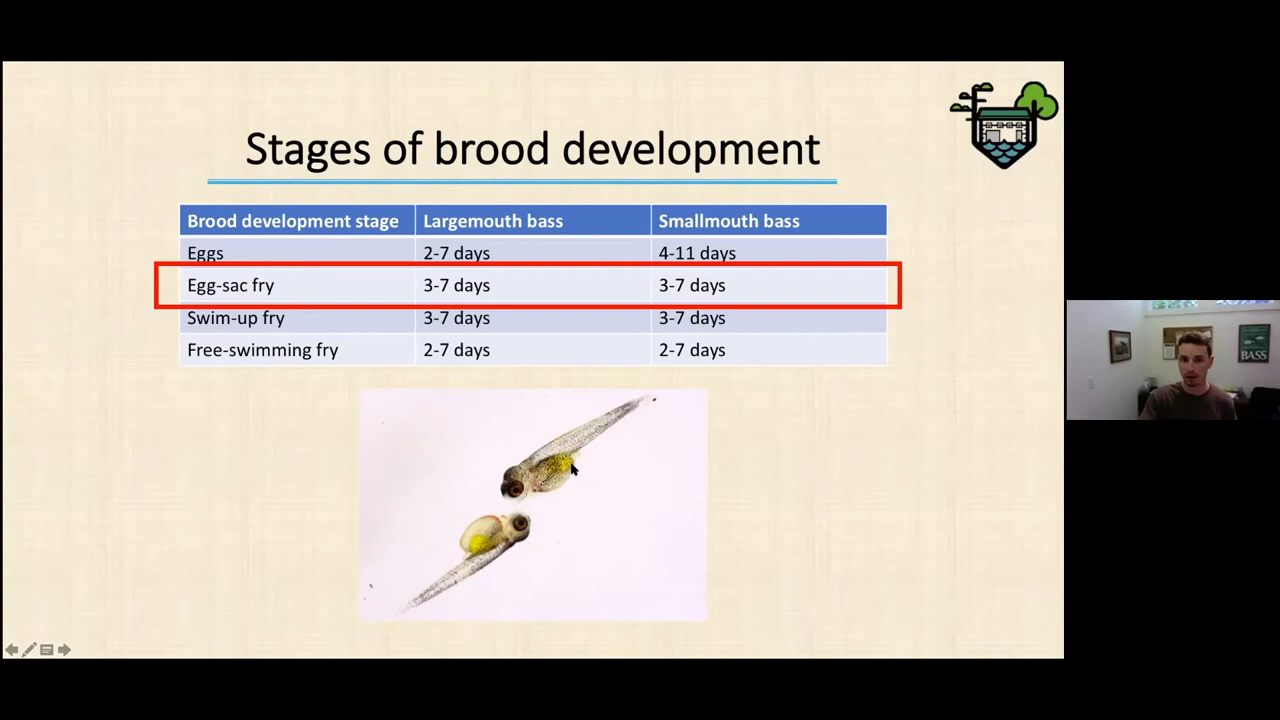 Stages of brood development
Brood development stage Largemouth bass Smallmouth bass
Eggs 2-7 days 4-11 days
Egg-sac fry 3-7 days 3-7 days
Swim-up fry 3-7 days 3-7 days
Free-swimming fry 2-7 days 2-7 days
BASS